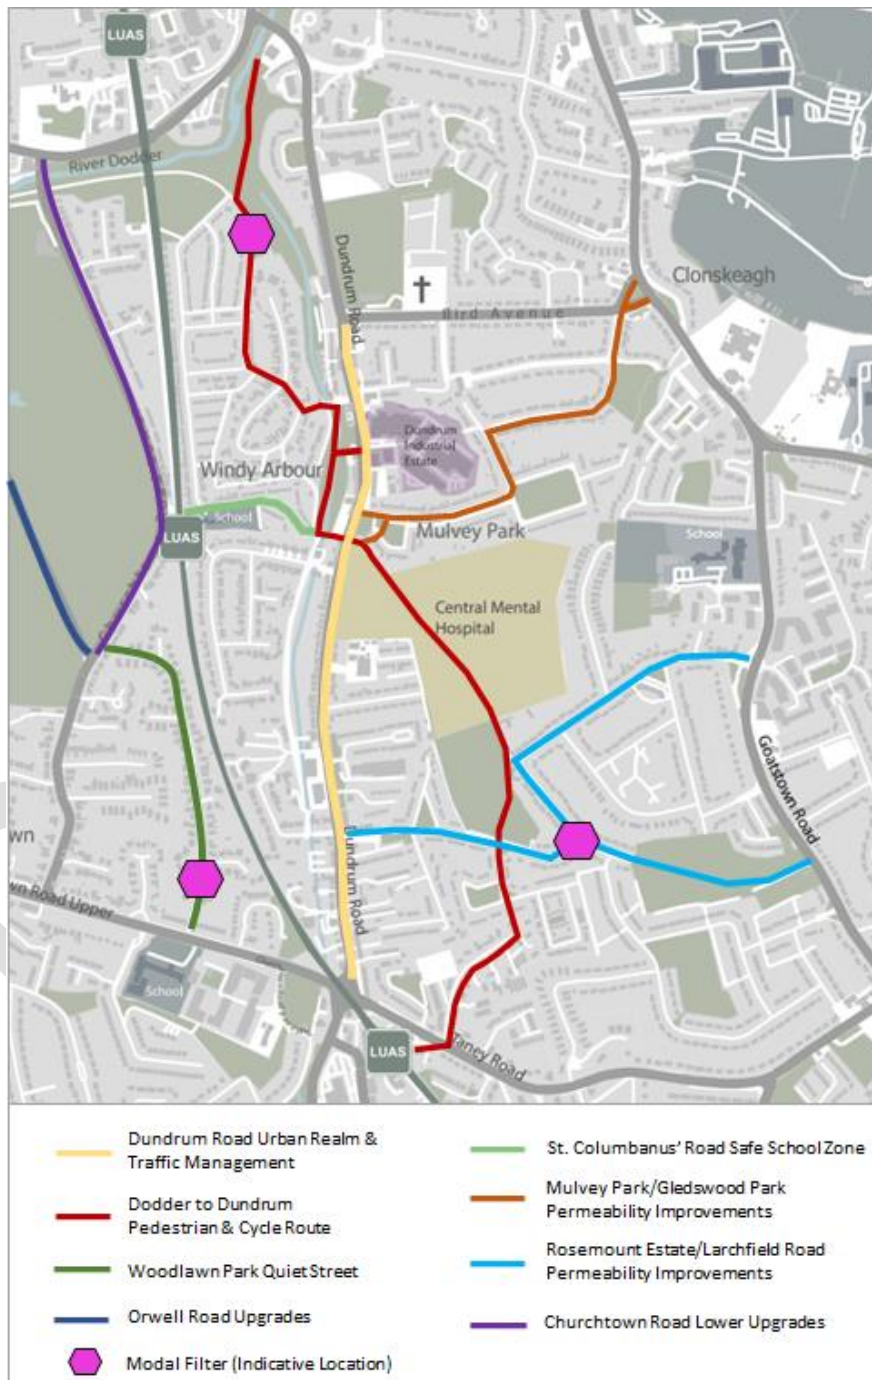 LUAS
River Dodder
Dundrum Road
Clonskeagh
Bird Avenue
Dundrum
Industrial
Estate
Windy Arbour
School
LUAS
Mulvey Park
School
Central Mental
Hospital
Goatstown Road
Dundrum Road
wn
wn Road Upper
School
LUAS
Taney Road
Dundrum Road Urban Realm &
Traffic Management
Dodder to Dundrum
Pedestrian & Cycle Route
Woodlawn Park Quiet Street
Orwell Road Upgrades
Modal Filter (Indicative Location)
St. Columbanus' Road Safe School Zone
Mulvey Park/Gledswood Park
Permeability Improvements
Rosemount Estate/Larchfield Road
Permeability Improvements
Churchtown Road Lower Upgrades